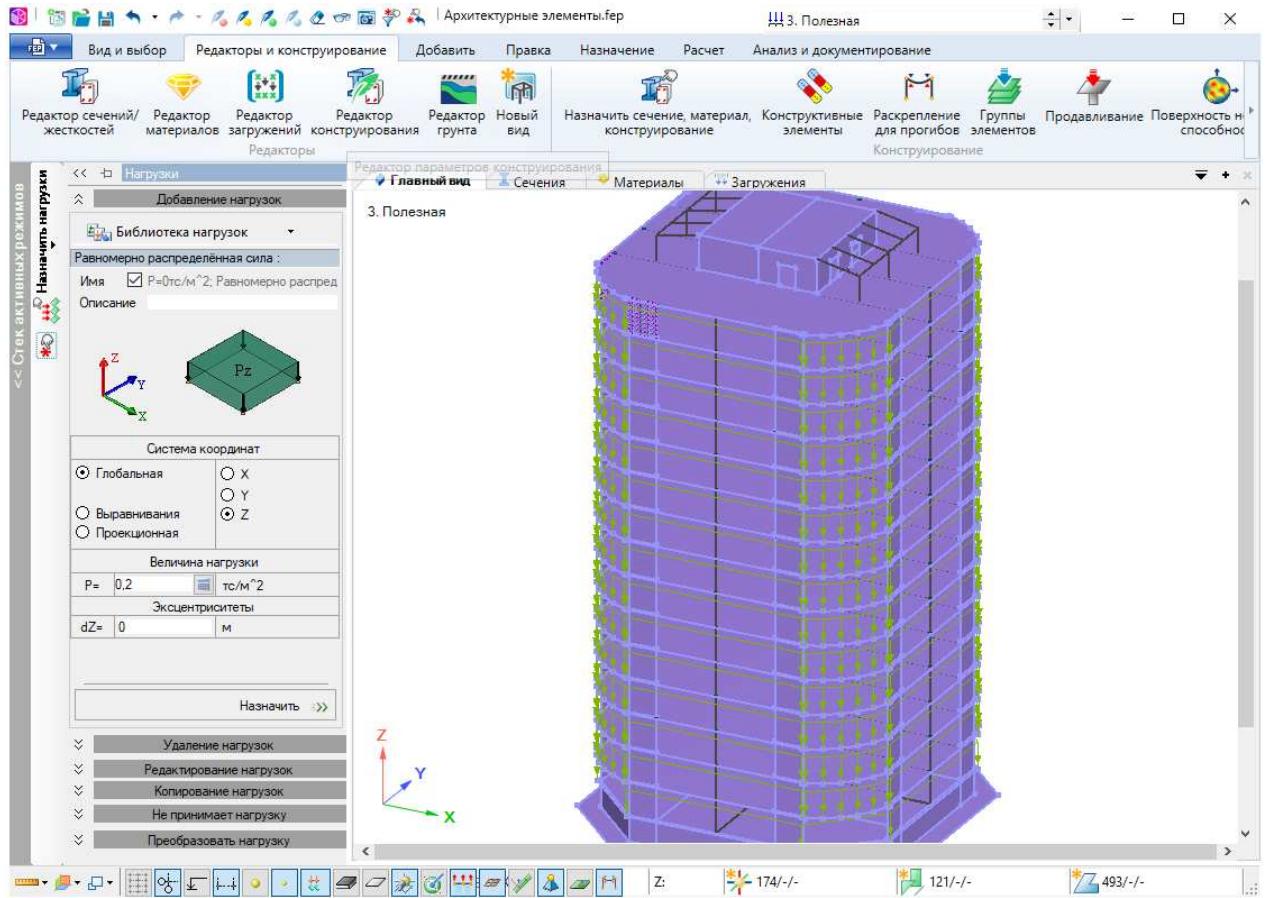 Архитектурные элементы.fep
3. Полезная
FEP
Вид и выбор Редакторы и конструирование Добавить Правка Назначение Расчет Анализ и документирование
Редактор сечений/ жесткостей
Редактор материалов
Редактор загружений
Редактор конструирования
Редактор грунта
Новый вид
Назначить сечение, материал, конструирование
Конструктивные элементы
Раскрепление для прогибов
Группы элементов
Продавливание
Поверхность н
способнос
Редакторы
Конструирование
Редактор параметров конструирования
<< Стек активных режимов
Назначить нагрузки
<< Нагрузки
Добавление нагрузок
Библиотека нагрузок
Равномерно распределённая сила :
Имя P=0тс/м^2; Равномерно распред
Описание
Z
Y
X
Pz
Система координат
Глобальная X
Y
Выравнивания Z
Проекционная
Величина нагрузки
P= 0,2 тс/м^2
Эксцентриситеты
dZ= 0 м
Назначить >>
Удаление нагрузок
Редактирование нагрузок
Копирование нагрузок
Не принимает нагрузку
Преобразовать нагрузку
Главный вид Сечения Материалы Загружения
3. Полезная
Z
Y
X
Z: 174/-/- 121/-/- 493/-/-